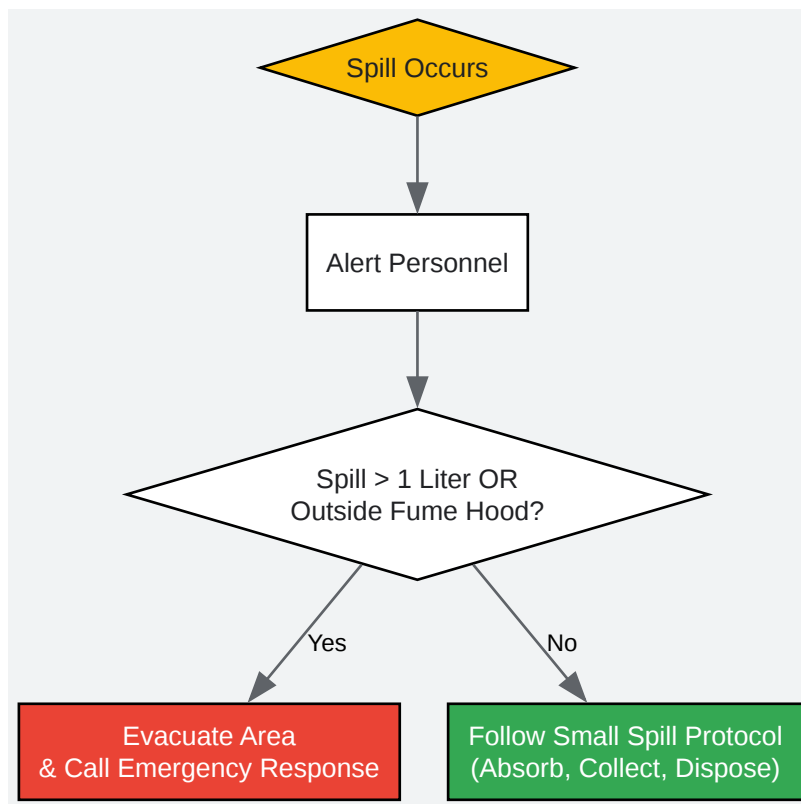 Spill Occurs
Alert Personnel
Spill > 1 Liter OR
Outside Fume Hood?
Yes
No
Evacuate Area
& Call Emergency Response
Follow Small Spill Protocol
(Absorb, Collect, Dispose)